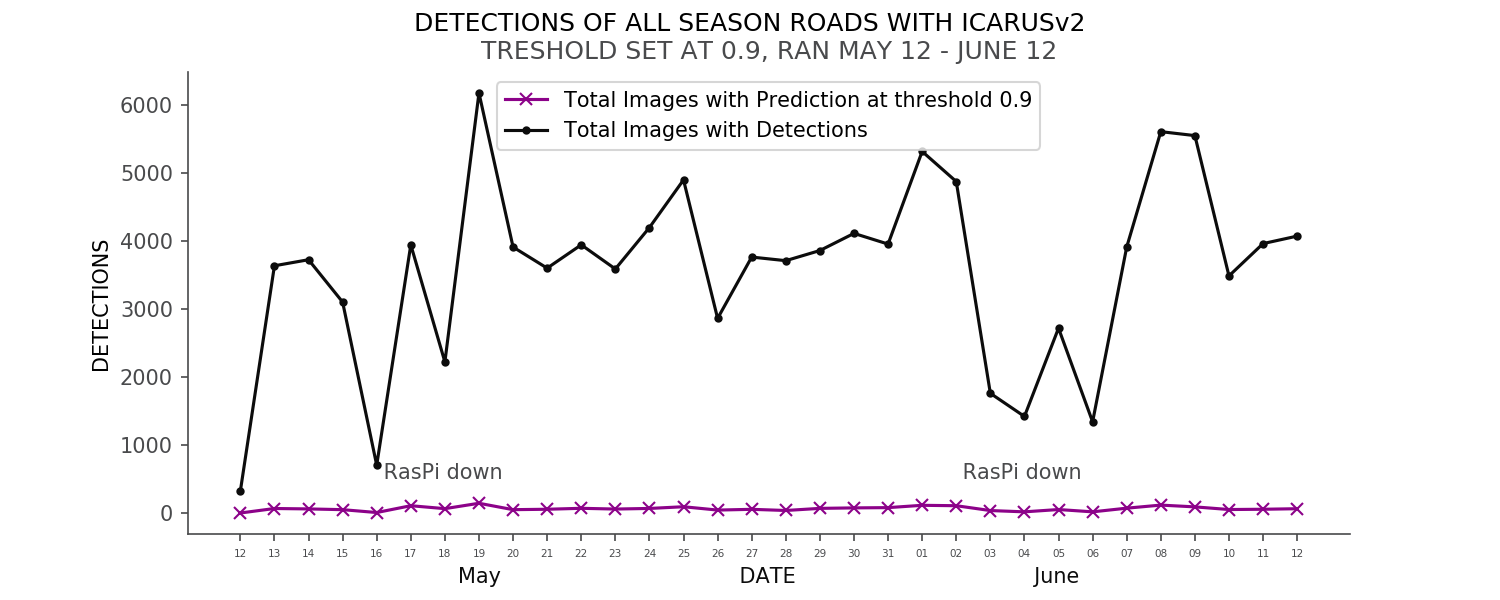 DETECTIONS OF ALL SEASON ROADS WITH ICARUSv2
TRESHOLD SET AT 0.9, RAN MAY 12 - JUNE 12
Total Images with Prediction at threshold 0.9
Total Images with Detections
DETECTIONS
6000
5000
4000
3000
2000
1000
0
RasPi down
RasPi down
12 13 14 15 16 17 18 19 20 21 22 23 24 25 26 27 28 29 30 31 01 02 03 04 05 06 07 08 09 10 11 12
May DATE June